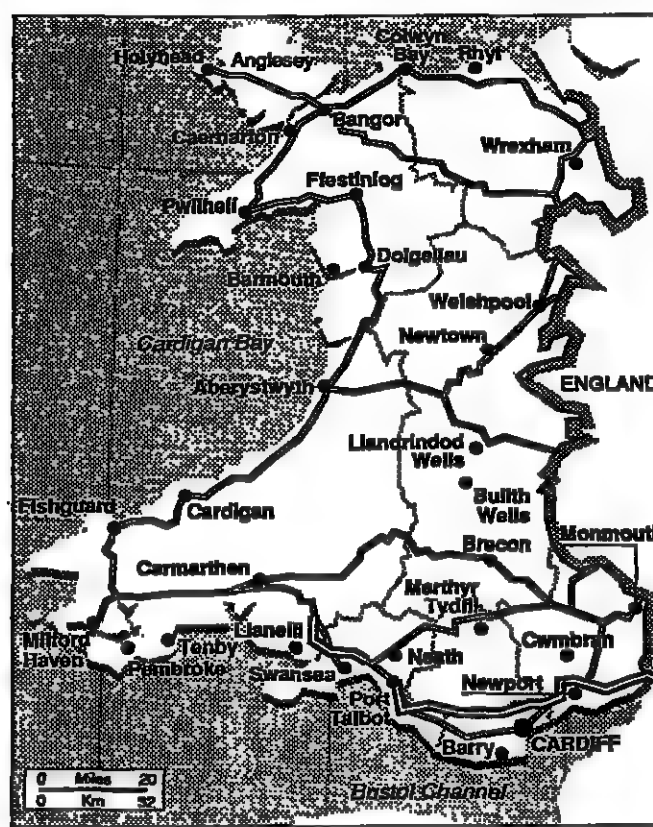 Colwyn
Bay
Rhyl
Holyhead
Anglesey
Bangor
Caernarfon
Wrexham
Ffestiniog
Pwllheli
Dolgellau
Barmouth
Welshpool
Cardigan Bay
Newtown
Aberystwyth
ENGLAND
Llandrindod
Wells
Builth
Wells
Fishguard
Cardigan
Monmouth
Brecon
Carmarthen
Merthyr
Tydfil
Milford
Haven
Pembroke
Tenby
Llanelli
Swansea
Neath
Cwmbran
Port
Talbot
Newport
Barry
CARDIFF
0 Miles 20
0 Km 32
Bristol Channel